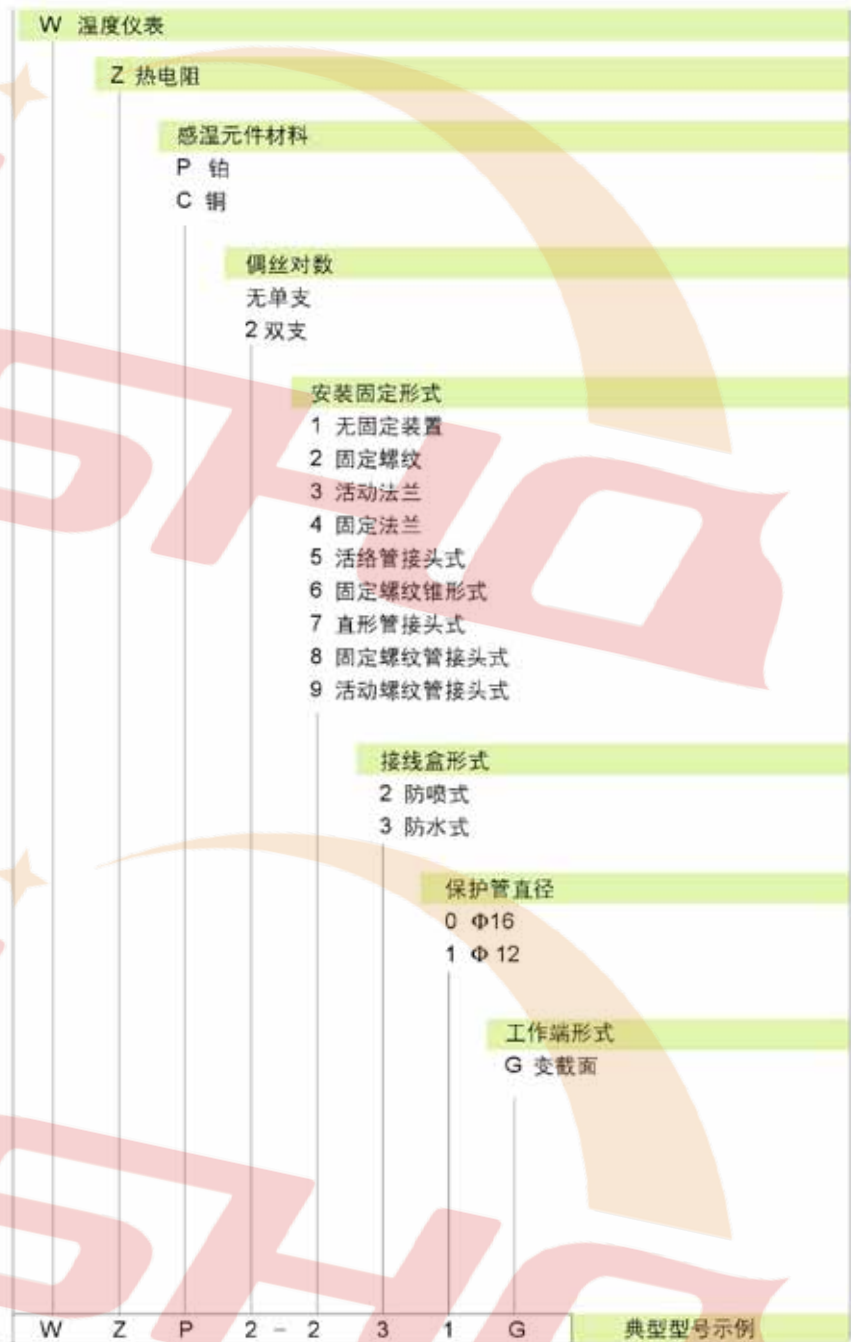 W 温度仪表
Z 热电阻
感温元件材料
P 铂
C 铜
偶丝对数
无单支
2 双支
安装固定形式
1 无固定装置
2 固定螺纹
3 活动法兰
4 固定法兰
5 活络管接头式
6 固定螺纹锥形式
7 直形管接头式
8 固定螺纹管接头式
9 活动螺纹管接头式
接线盒形式
2 防喷式
3 防水式
保护管直径
0 Φ16
1 Φ 12
工作端形式
G 变截面
W Z P 2 - 2 3 1 G 典型型号示例